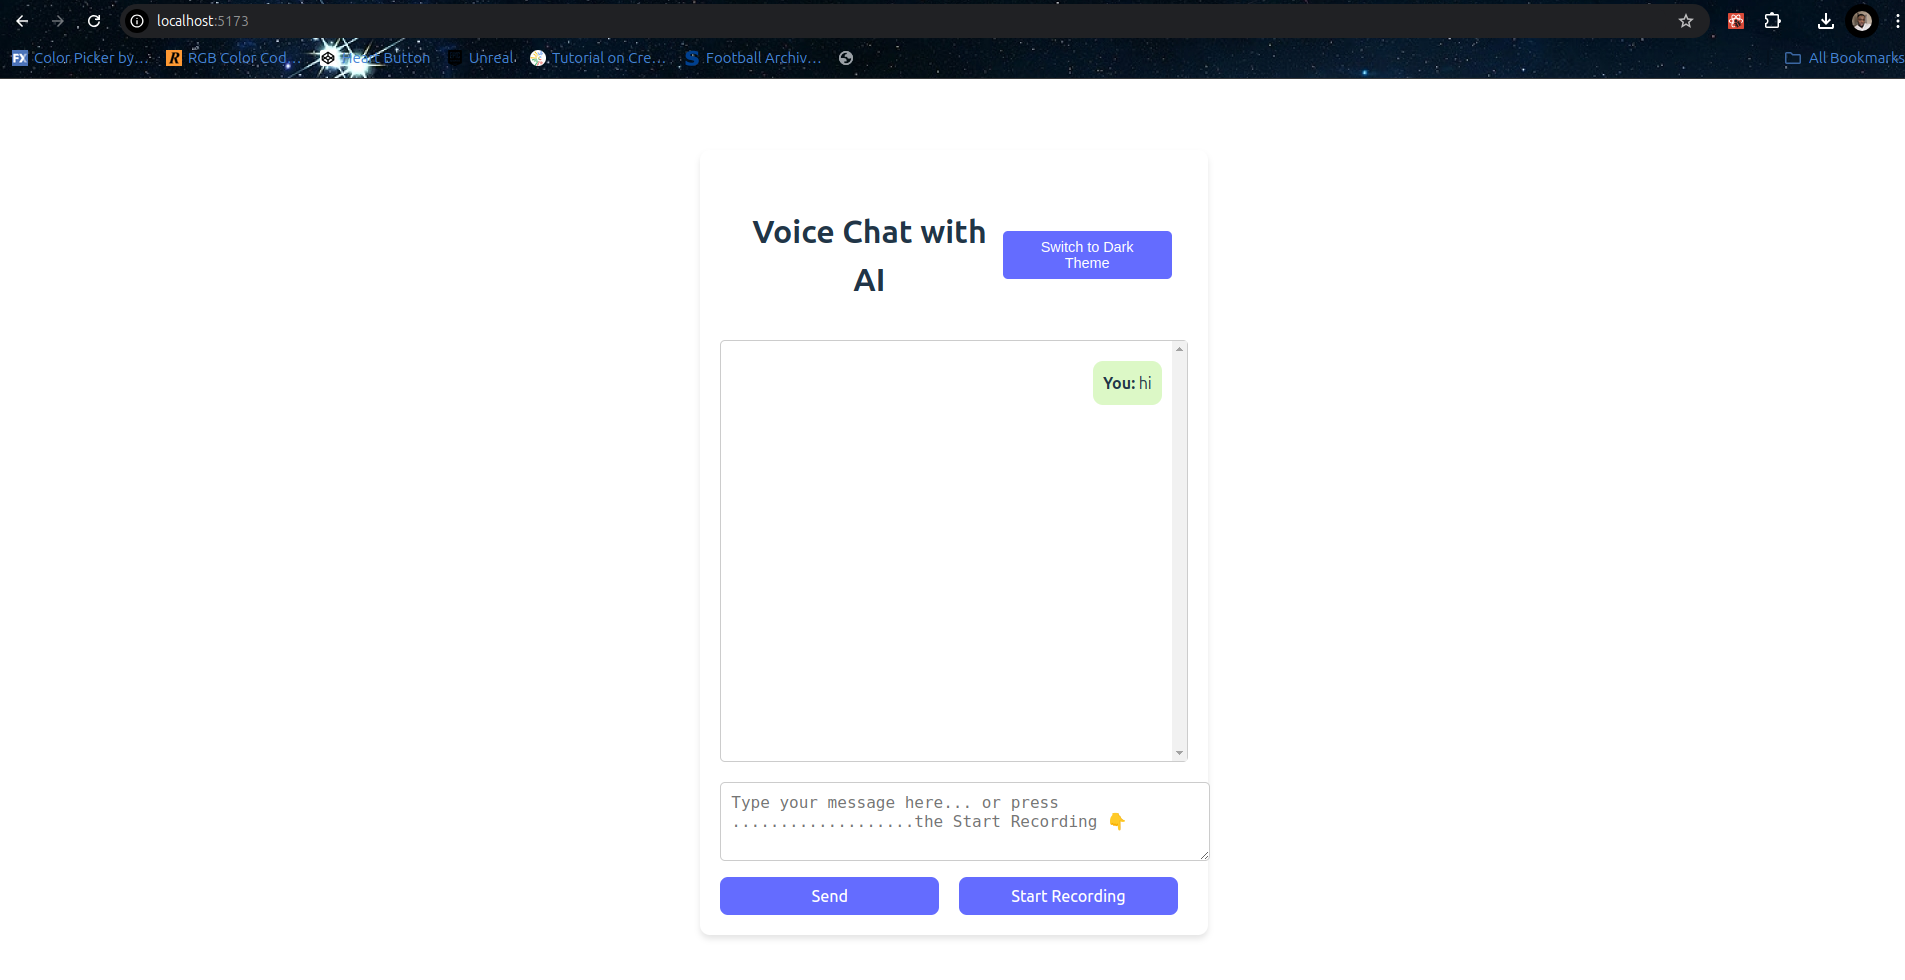 localhost:5173
Color Picker by... RGB Color Cod... Heart Button Unreal. Tutorial on Cre... Football Archiv... All Bookmarks
Voice Chat with
AI
Switch to Dark
Theme
You: hi
Type your message here... or press
...................the Start Recording 👇
Send Start Recording